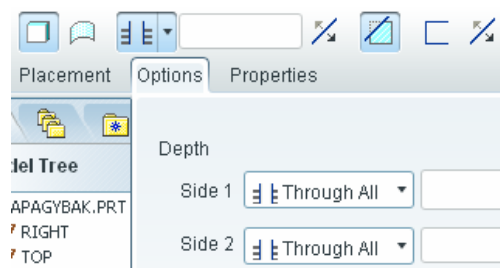 Placement Options Properties
Depth
del Tree
Side 1 Through All
APAGYBAK.PRT
RIGHT
Side 2 Through All
TOP